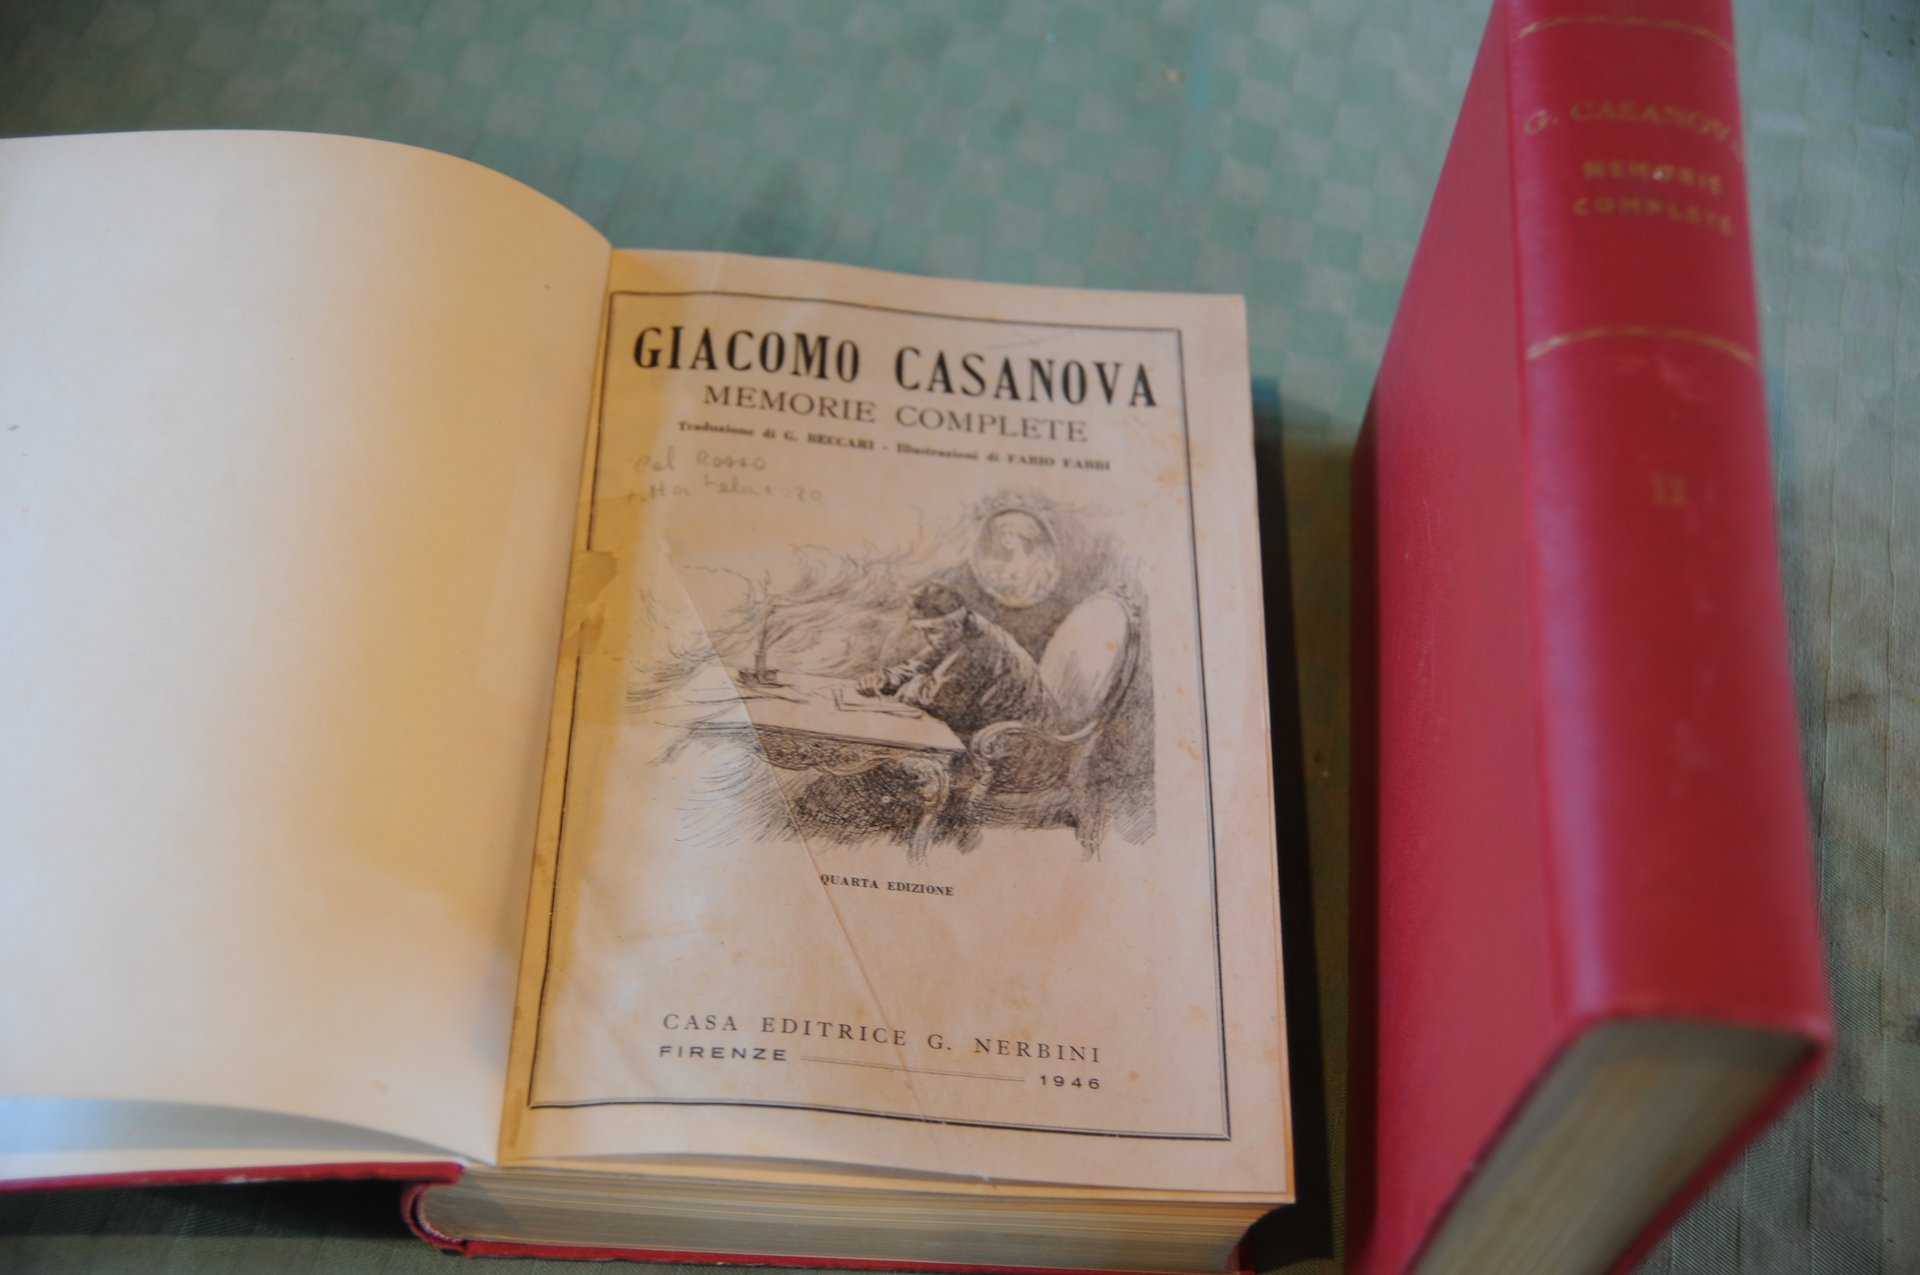 GIACOMO CASANOVA
MEMORIE COMPLETE
Traduzione di G. BECCARI - Illustrazioni di FABIO FABBI
Rosso
QUARTA EDIZIONE
CASA EDITRICE G. NERBINI
FIRENZE 1946
G. CASANOVA
MEMORIE
COMPLETE
II